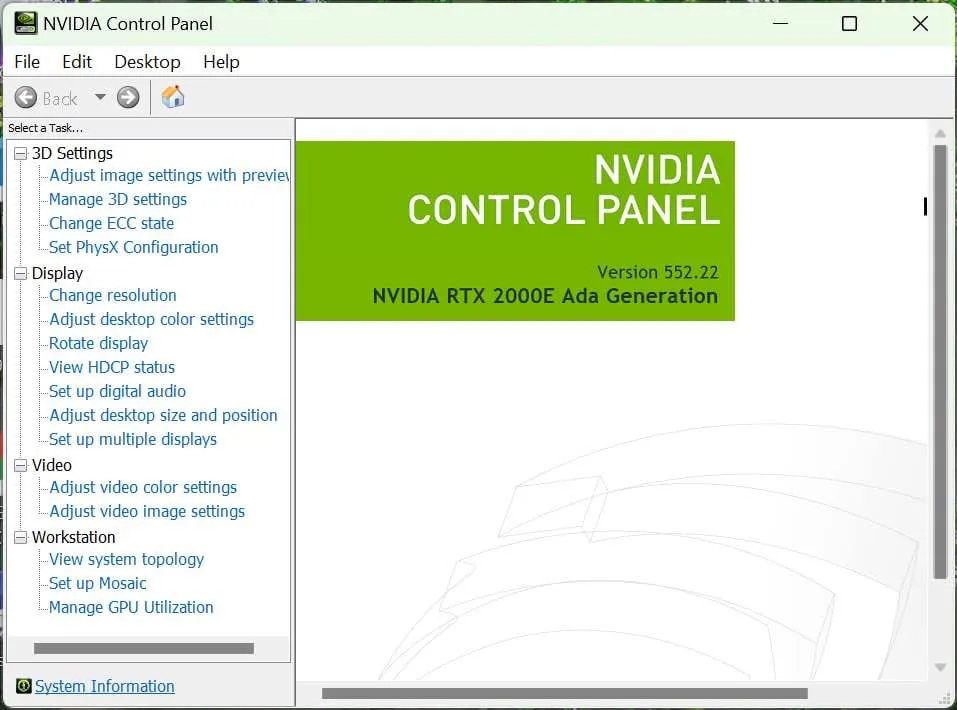 NVIDIA Control Panel
File Edit Desktop Help
Back
Select a Task...
3D Settings
Adjust image settings with preview
Manage 3D settings
Change ECC state
Set PhysX Configuration
Display
Change resolution
Adjust desktop color settings
Rotate display
View HDCP status
Set up digital audio
Adjust desktop size and position
Set up multiple displays
Video
Adjust video color settings
Adjust video image settings
Workstation
View system topology
Set up Mosaic
Manage GPU Utilization
System Information
NVIDIA
CONTROL PANEL
Version 552.22
NVIDIA RTX 2000E Ada Generation